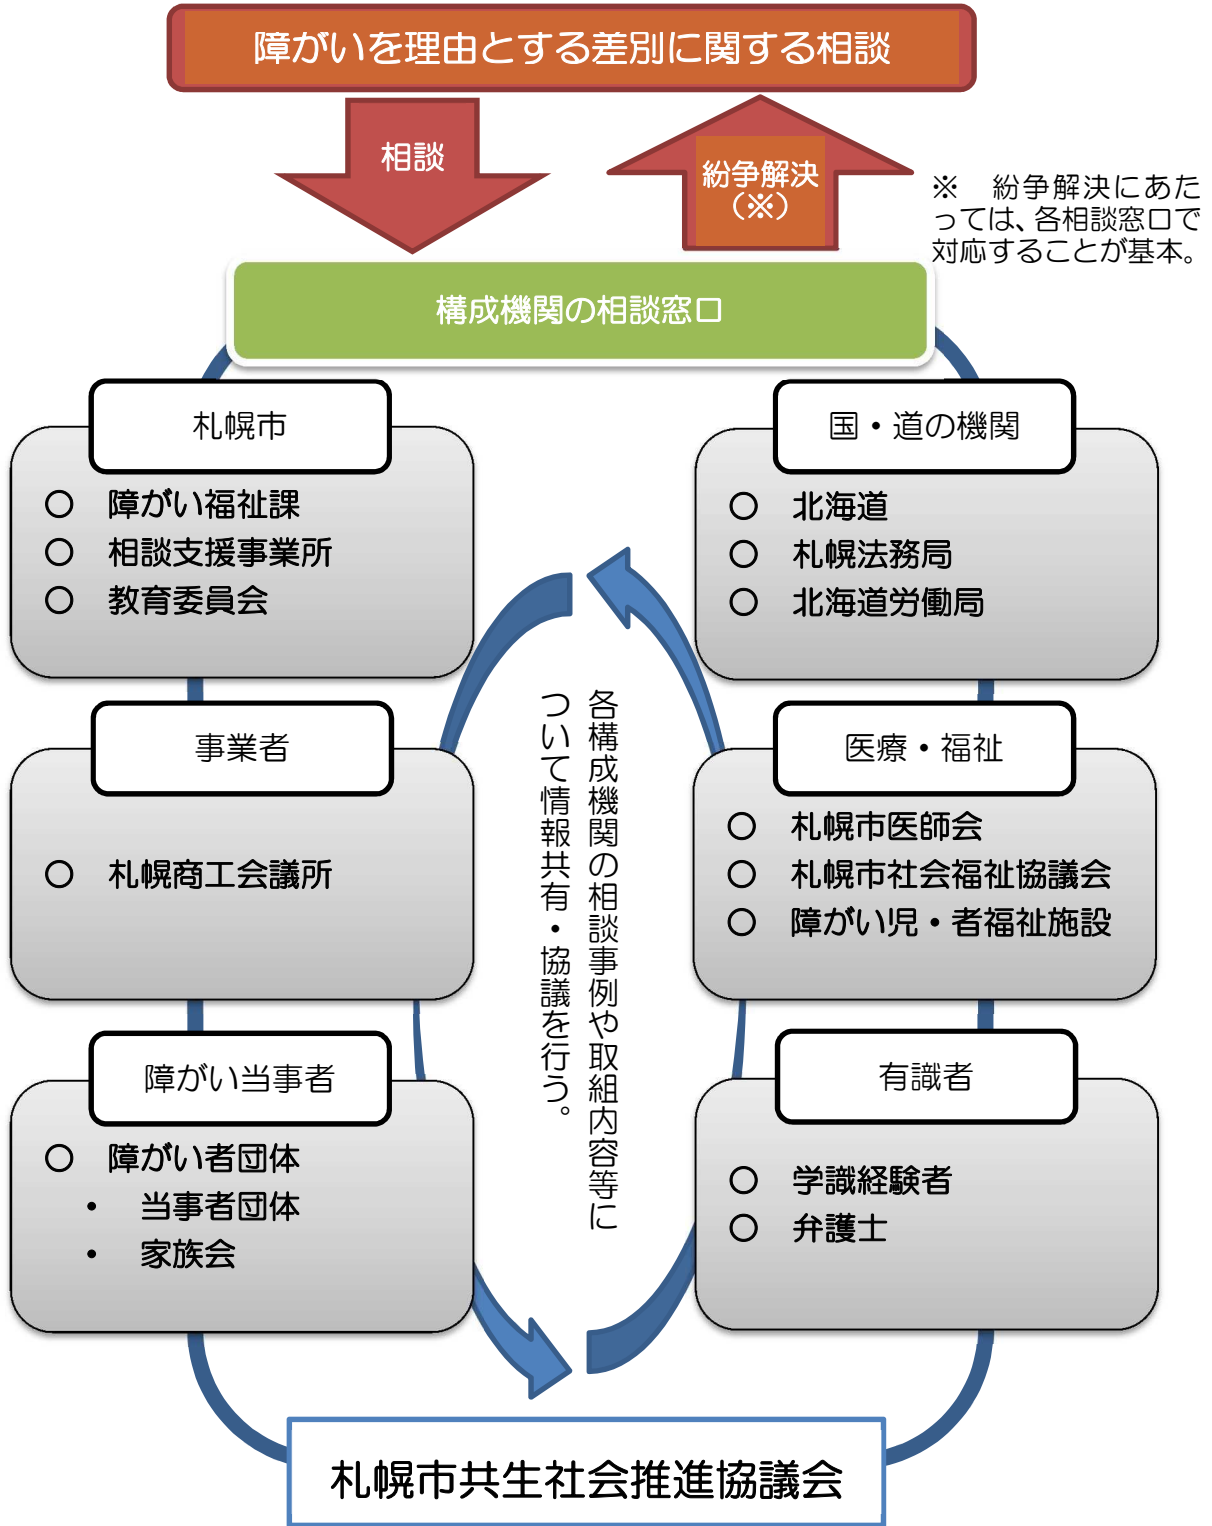 障がいを理由とする差別に関する相談
相談
紛争解決
（※）
※　紛争解決にあた
っては、各相談窓口で
対応することが基本。
構成機関の相談窓口
札幌市
○　障がい福祉課
○　相談支援事業所
○　教育委員会
国・道の機関
○　北海道
○　札幌法務局
○　北海道労働局
事業者
○　札幌商工会議所
医療・福祉
○　札幌市医師会
○　札幌市社会福祉協議会
○　障がい児・者福祉施設
各構成機関の相談事例や取組内容等に
ついて情報共有・協議を行う。
障がい当事者
○　障がい者団体
・　当事者団体
・　家族会
有識者
○　学識経験者
○　弁護士
札幌市共生社会推進協議会